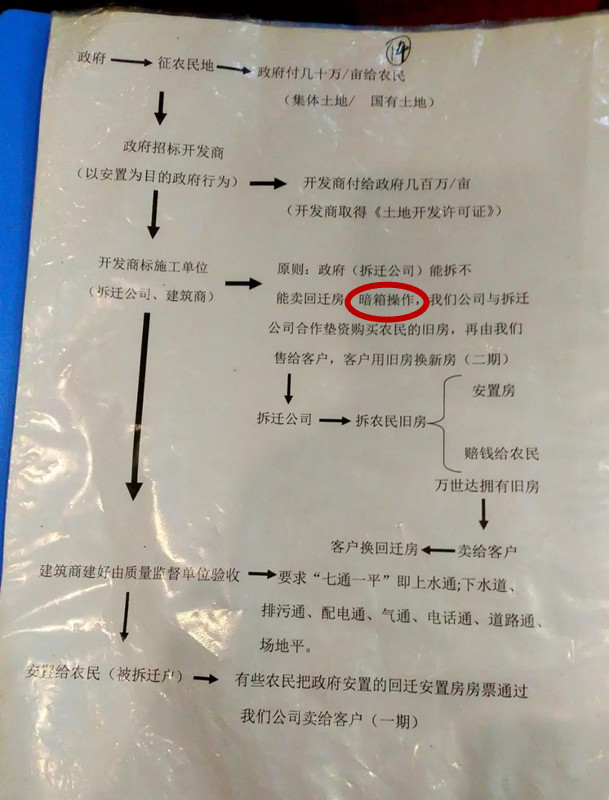 14
政府 → 征农民地 → 政府付几十万/亩给农民
（集体土地/ 国有土地）
政府招标开发商
（以安置为目的政府行为） → 开发商付给政府几百万/亩
（开发商取得《土地开发许可证》）
开发商标施工单位 → 原则：政府（拆迁公司）能拆不
（拆迁公司、建筑商）
能卖回迁房 暗箱操作，我们公司与拆迁
公司合作垫资购买农民的旧房，再由我们
售给客户，客户用旧房换新房（二期）
安置房
拆迁公司 → 拆农民旧房
赔钱给农民
万世达拥有旧房
客户换回迁房 ← 卖给客户
建筑商建好由质量监督单位验收 → 要求“七通一平”即上水通;下水道、
排污通、配电通、气通、电话通、道路通、
场地平。
安置给农民（被拆迁户） → 有些农民把政府安置的回迁安置房房票通过
我们公司卖给客户（一期）